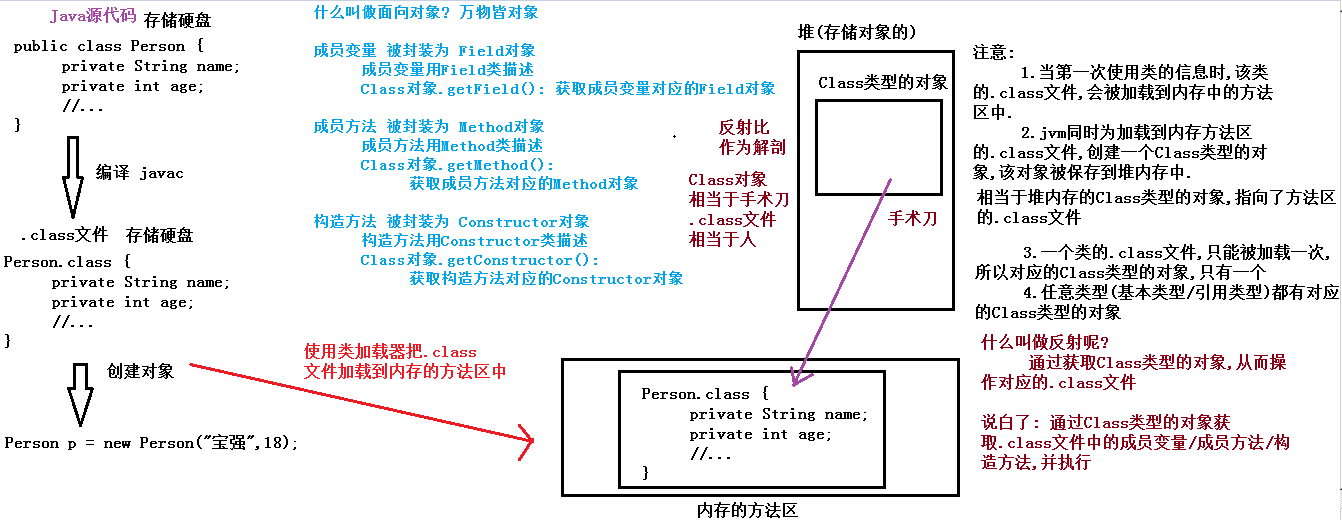 Java源代码 存储硬盘
public class Person {
private String name;
private int age;
//...
}
编译 javac
.class文件 存储硬盘
Person.class {
private String name;
private int age;
//...
}
创建对象
Person p = new Person("宝强",18);
什么叫做面向对象? 万物皆对象
成员变量 被封装为 Field对象
成员变量用Field类描述
Class对象.getField(): 获取成员变量对应的Field对象
成员方法 被封装为 Method对象
成员方法用Method类描述
Class对象.getMethod():
获取成员方法对应的Method对象
构造方法 被封装为 Constructor对象
构造方法用Constructor类描述
Class对象.getConstructor():
获取构造方法对应的Constructor对象
使用类加载器把.class
文件加载到内存的方法区中
反射比
作为解剖
Class对象
相当于手术刀
.class文件
相当于人
堆(存储对象的)
Class类型的对象
手术刀
Person.class {
private String name;
private int age;
//...
}
内存的方法区
注意:
1.当第一次使用类的信息时,该类
的.class文件,会被加载到内存中的方法
区中.
2.jvm同时为加载到内存方法区
的.class文件,创建一个Class类型的对
象,该对象被保存到堆内存中.
相当于堆内存的Class类型的对象,指向了方法区
的.class文件
3.一个类的.class文件,只能被加载一次,
所以对应的Class类型的对象,只有一个
4.任意类型(基本类型/引用类型)都有对应
的Class类型的对象
什么叫做反射呢?
通过获取Class类型的对象,从而操
作对应的.class文件
说白了: 通过Class类型的对象获
取.class文件中的成员变量/成员方法/构
造方法,并执行